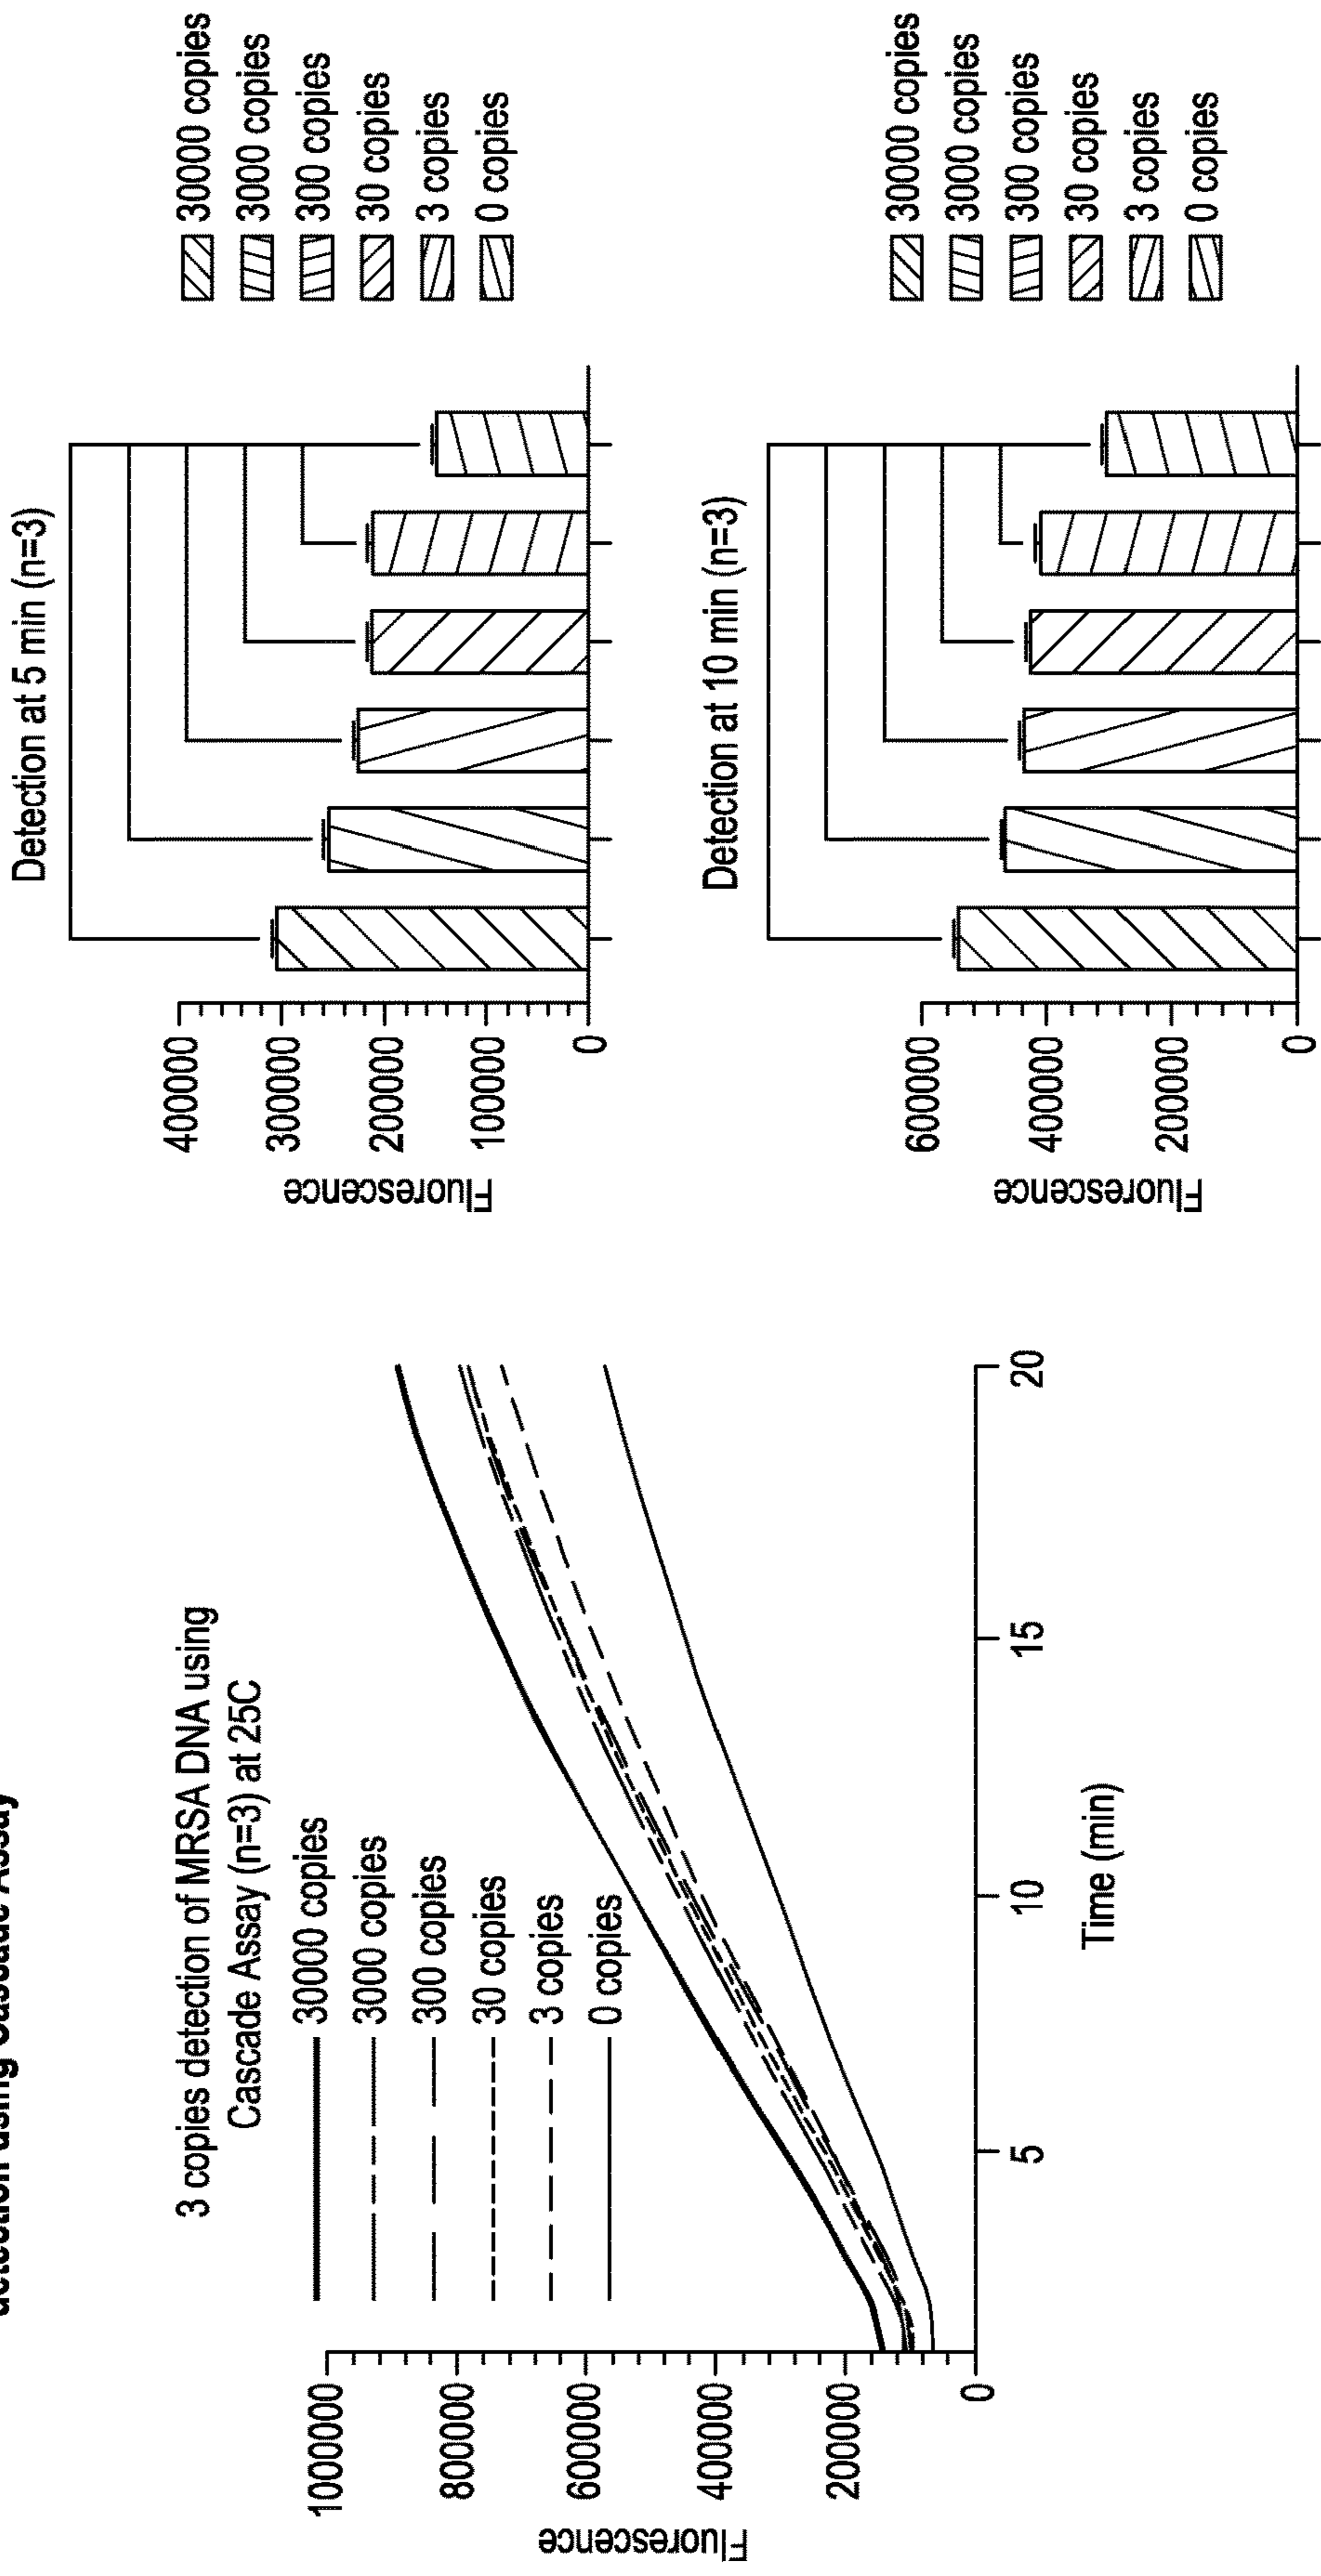 detection using Cascade Assay
3 copies detection of MRSA DNA using
Cascade Assay (n=3) at 25C
30000 copies
3000 copies
300 copies
30 copies
3 copies
0 copies
Fluorescence
1000000
800000
600000
400000
200000
0
5
10
15
20
Time (min)
Detection at 5 min (n=3)
Fluorescence
400000
300000
200000
100000
0
30000 copies
3000 copies
300 copies
30 copies
3 copies
0 copies
Detection at 10 min (n=3)
Fluorescence
600000
400000
200000
0
30000 copies
3000 copies
300 copies
30 copies
3 copies
0 copies